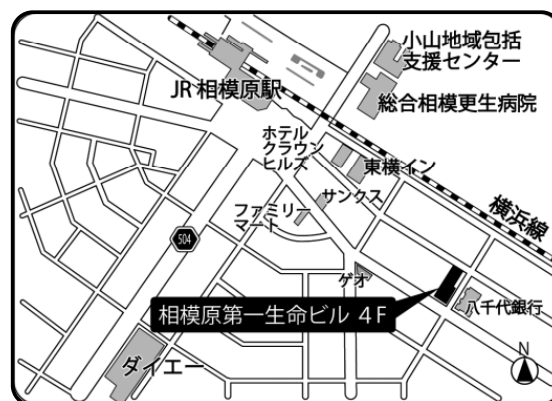 小山地域包括
支援センター
JR相模原駅
総合相模更生病院
ホテル
クラウン
ヒルズ
東横イン
サンクス
横浜線
ファミリー
マート
504
ゲオ
八千代銀行
相模原第一生命ビル 4F
N
ダイエー